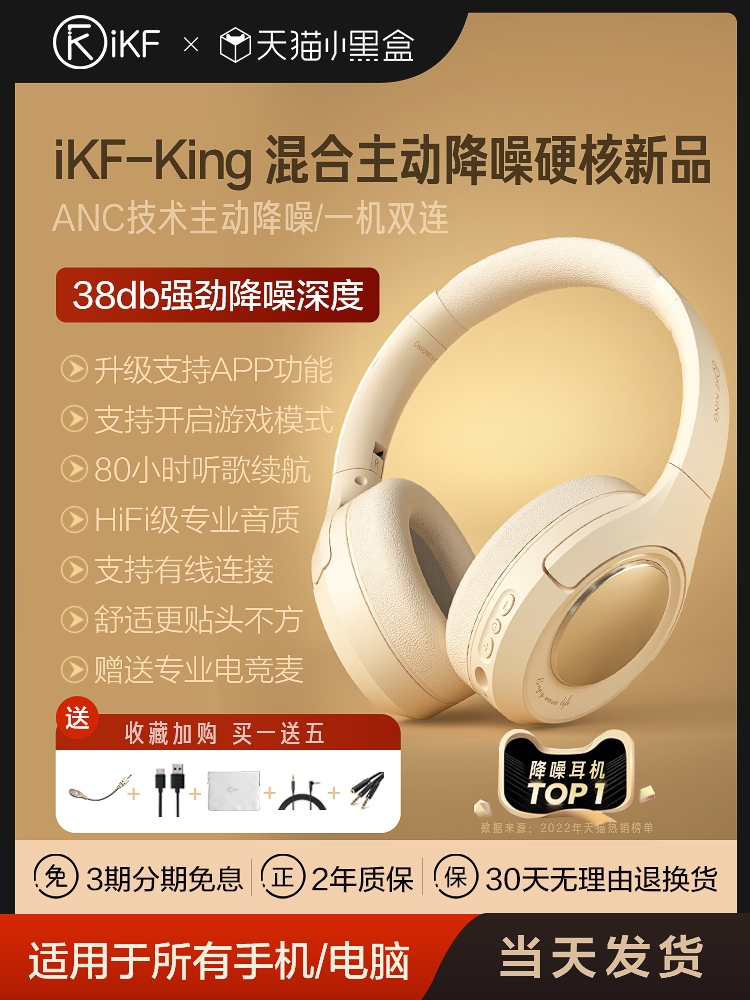 iKF × 天猫小黑盒
iKF-King 混合主动降噪硬核新品
ANC技术主动降噪/一机双连
38db强劲降噪深度
升级支持APP功能
支持开启游戏模式
80小时听歌续航
HiFi级专业音质
支持有线连接
舒适更贴头不方
赠送专业电竞麦
Designed
iKF KING
Enjoy music life
送
收藏加购 买一送五
+ + + +
降噪耳机
TOP 1
数据来源：2022年天猫热销榜单
免 3期分期免息 正 2年质保 保 30天无理由退换货
适用于所有手机/电脑
当天发货